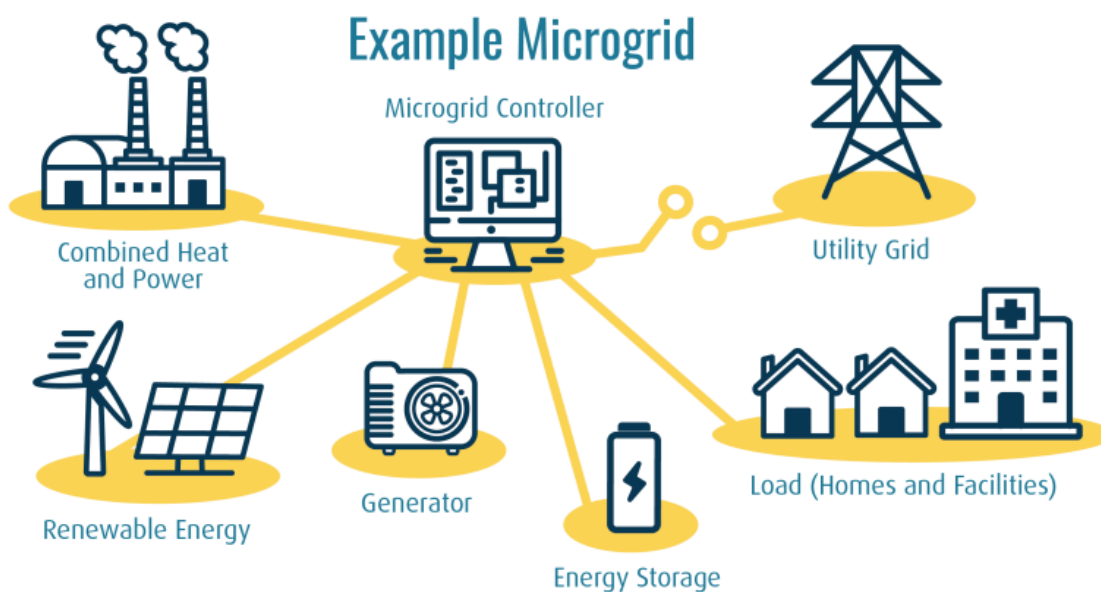 Example Microgrid
Microgrid Controller
Combined Heat
and Power
Utility Grid
Renewable Energy
Generator
Energy Storage
Load (Homes and Facilities)